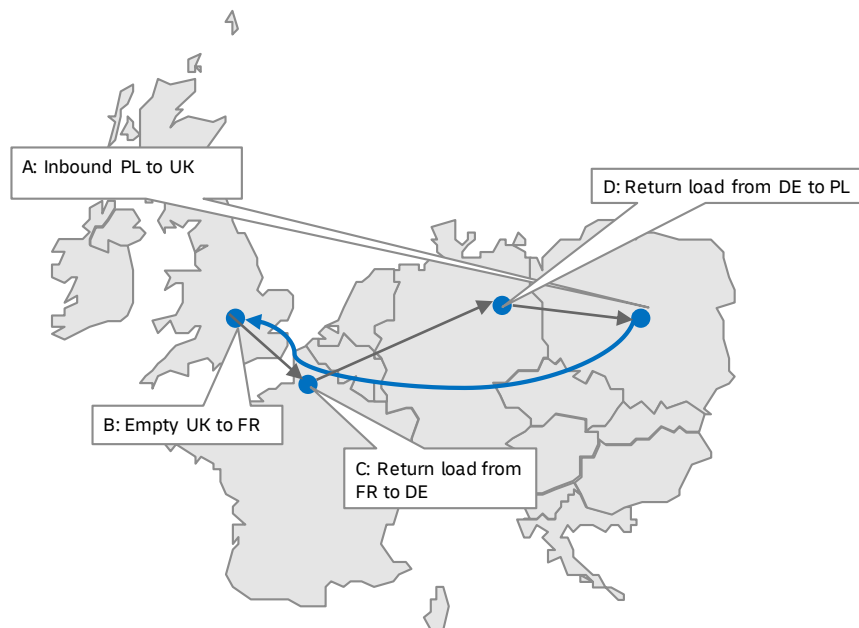 A: Inbound PL to UK
D: Return load from DE to PL
B: Empty UK to FR
C: Return load from
FR to DE